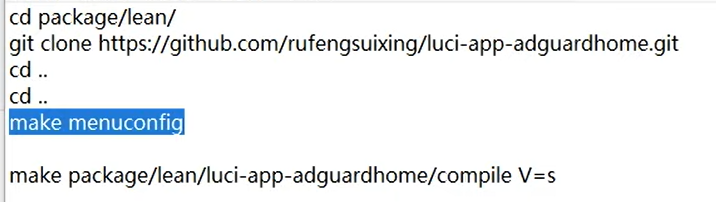 cd package/lean/
git clone https://github.com/rufengsuixing/luci-app-adguardhome.git
cd ..
cd ..
make menuconfig
make package/lean/luci-app-adguardhome/compile V=s